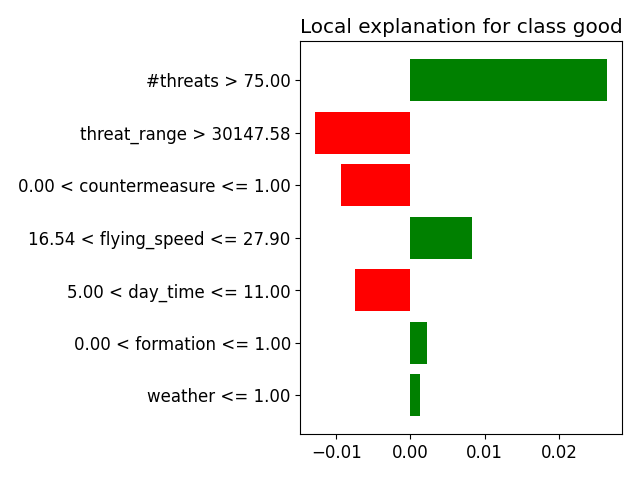 Local explanation for class good
#threats > 75.00
threat_range > 30147.58
0.00 < countermeasure <= 1.00
16.54 < flying_speed <= 27.90
5.00 < day_time <= 11.00
0.00 < formation <= 1.00
weather <= 1.00
−0.01 0.00 0.01 0.02